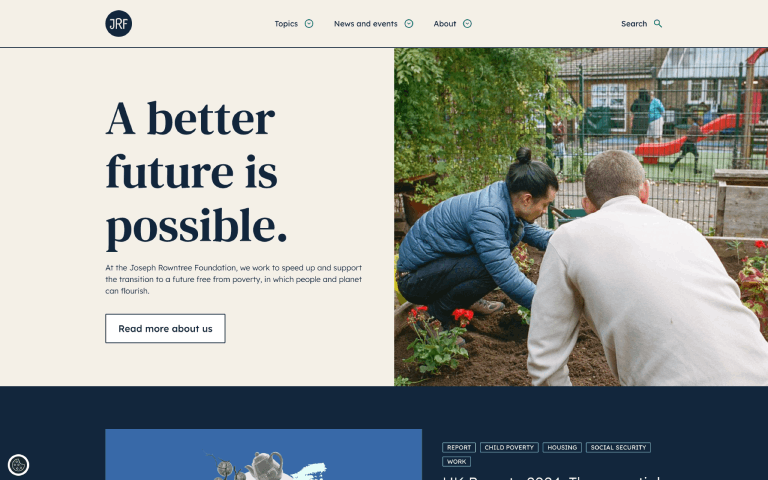 JRF
Topics
News and events
About
Search
A better
future is
possible.
At the Joseph Rowntree Foundation, we work to speed up and support
the transition to a future free from poverty, in which people and planet
can flourish.
Read more about us
REPORT
CHILD POVERTY
HOUSING
SOCIAL SECURITY
WORK